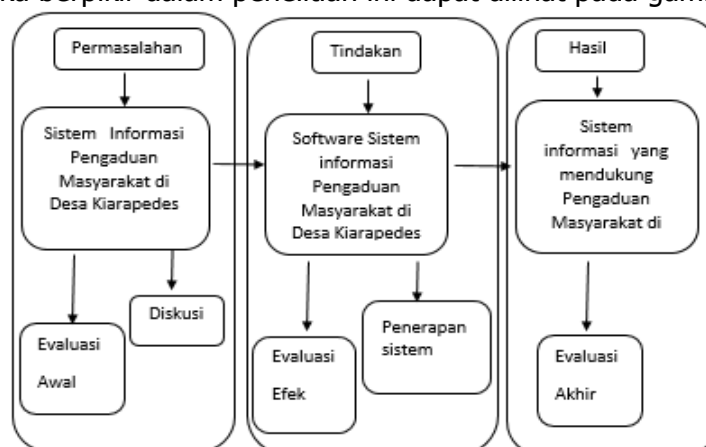 Permasalahan
Sistem Informasi
Pengaduan
Masyarakat di
Desa Kiarapedes
Evaluasi
Awal
Diskusi
Tindakan
Software Sistem
informasi
Pengaduan
Masyarakat di
Desa Kiarapedes
Evaluasi
Efek
Penerapan
sistem
Hasil
Sistem
informasi yang
mendukung
Pengaduan
Masyarakat di
Evaluasi
Akhir